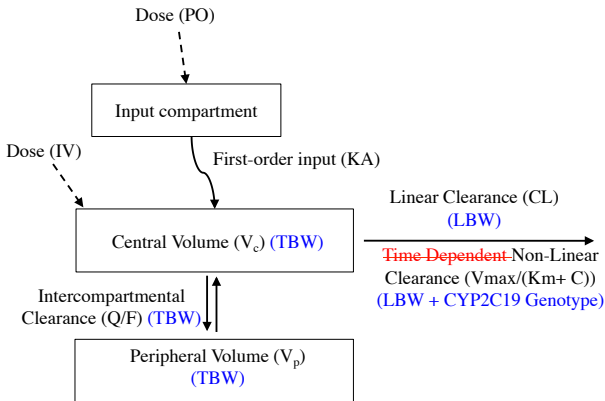 Dose (PO)
Input compartment
Dose (IV)
First-order input (KA)
Central Volume (Vc) (TBW)
Linear Clearance (CL)
(LBW)
Time Dependent Non-Linear
Clearance (Vmax/(Km+ C))
(LBW + CYP2C19 Genotype)
Intercompartmental
Clearance (Q/F) (TBW)
Peripheral Volume (Vp)
(TBW)